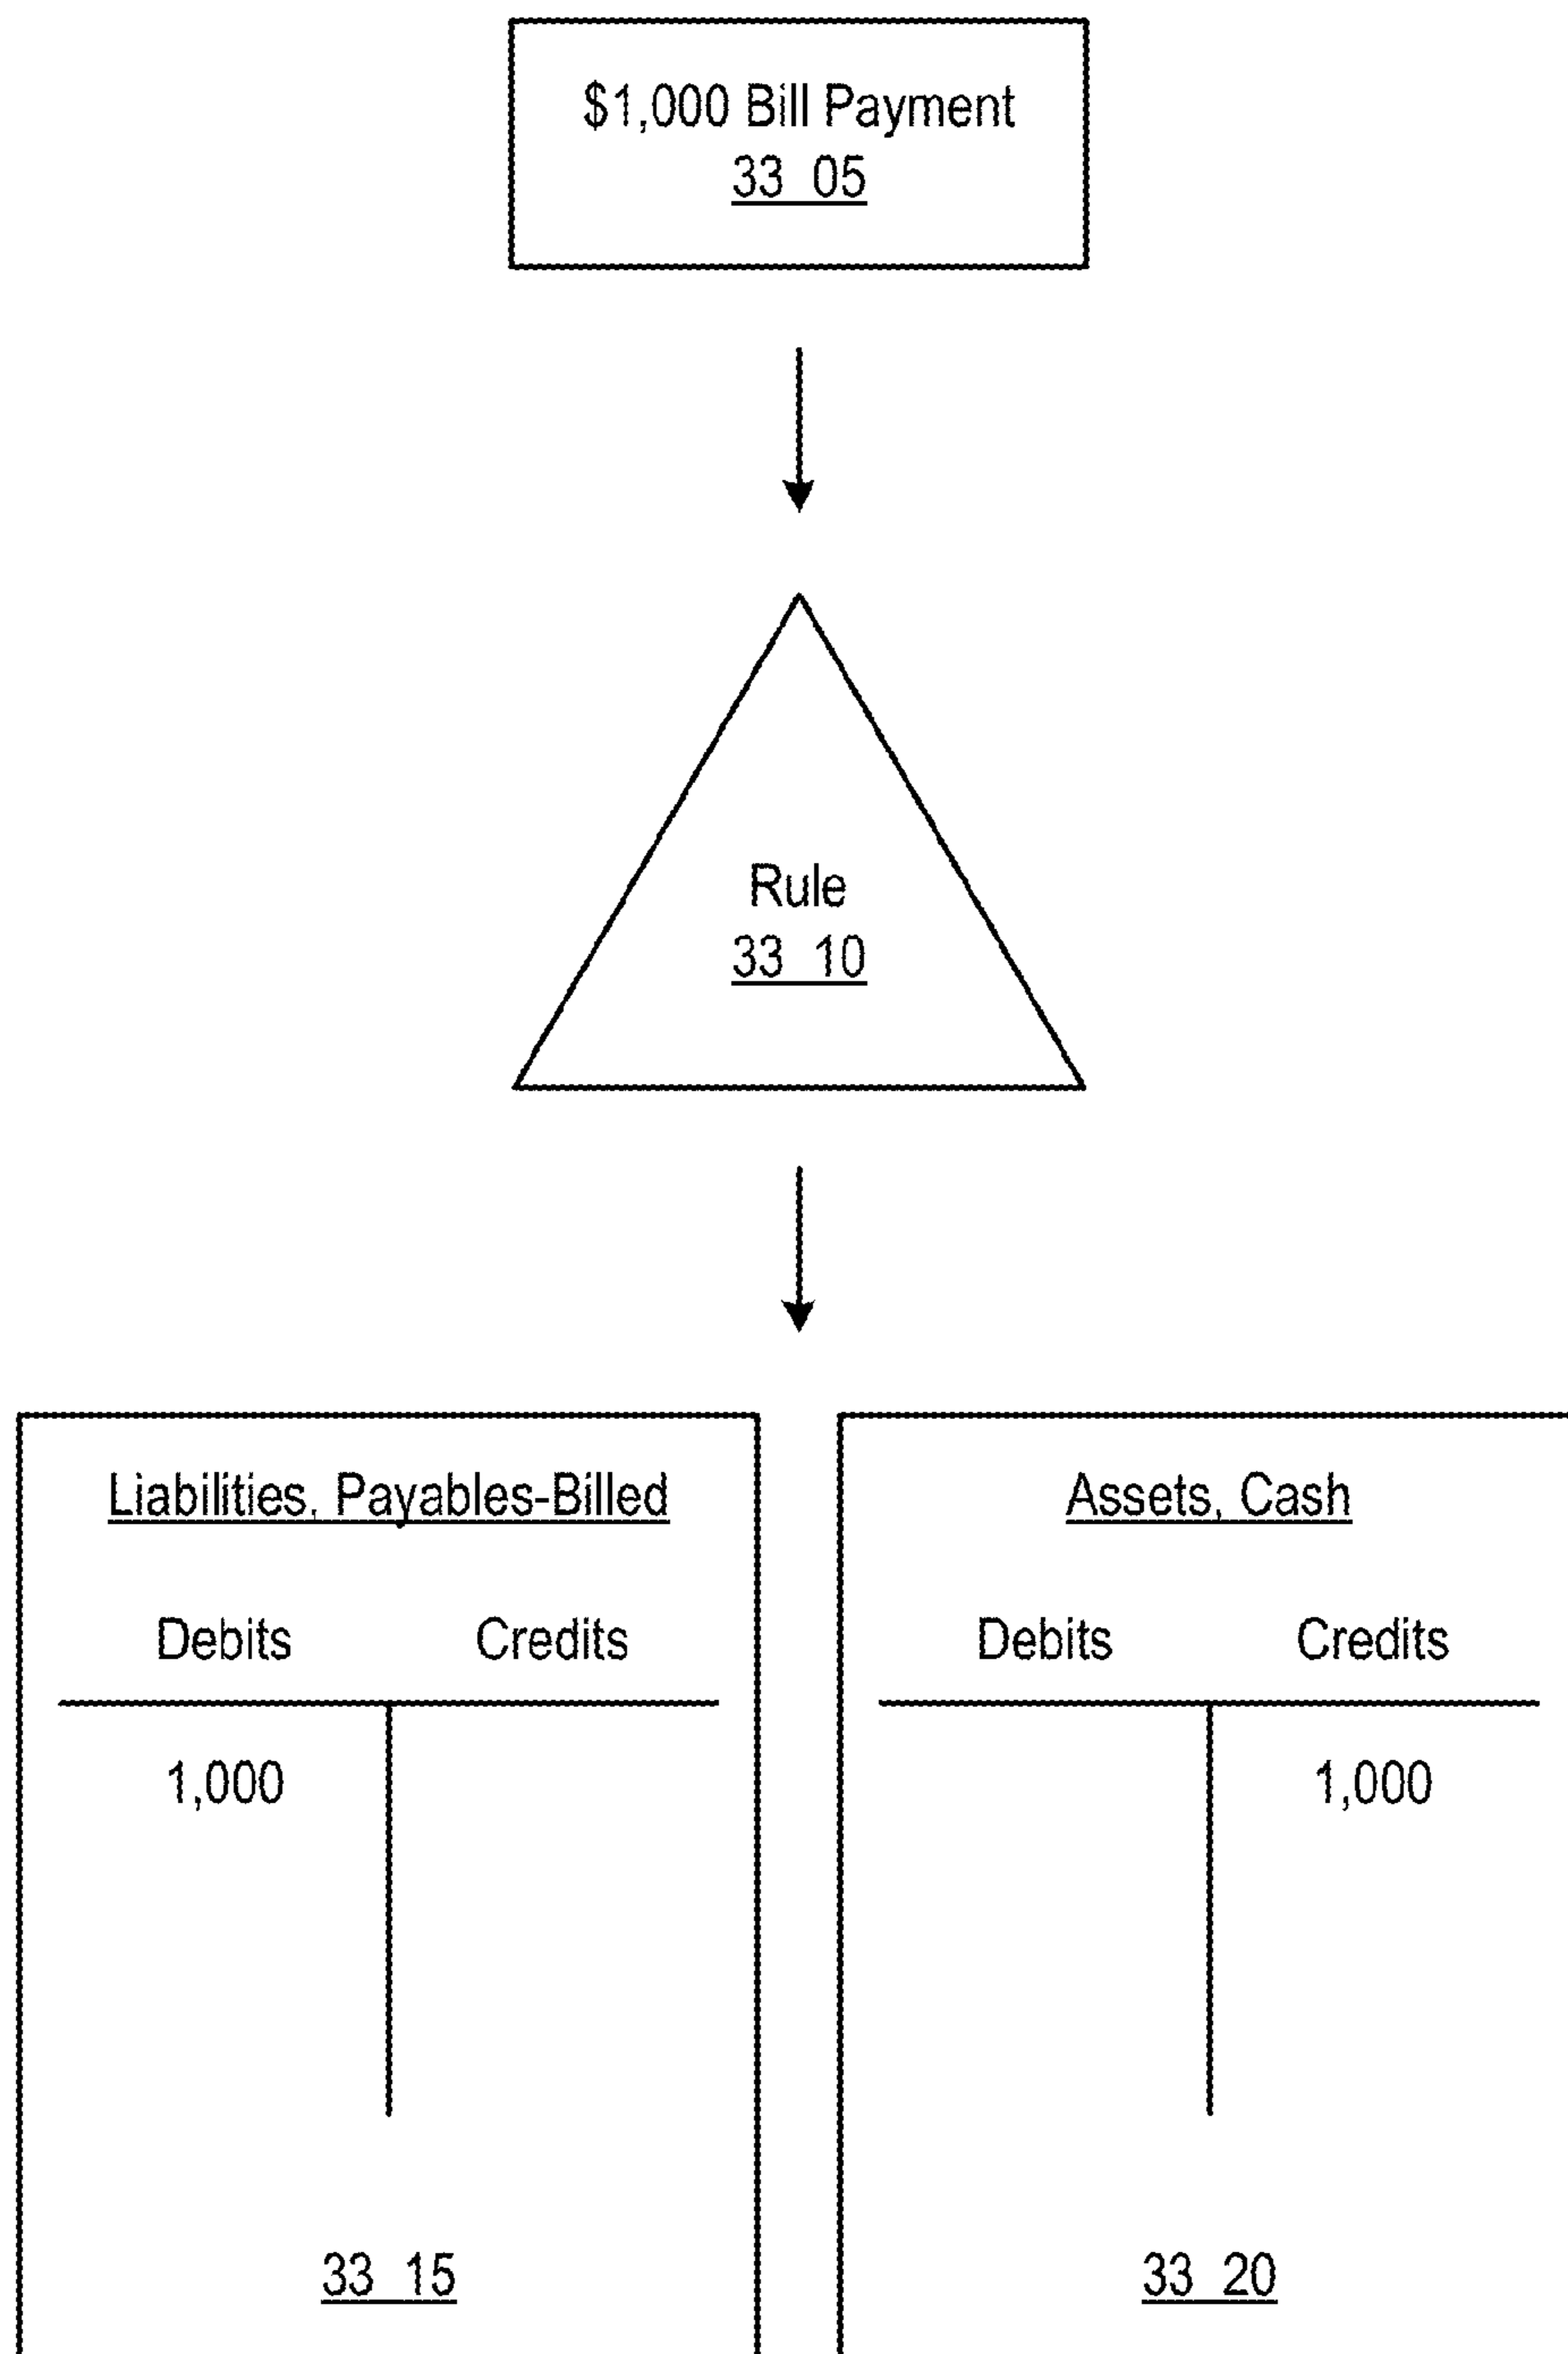 $1,000 Bill Payment
33_05
Rule
33_10
Liabilities, Payables-Billed
Debits Credits
1,000
33_15
Assets, Cash
Debits Credits
1,000
33_20